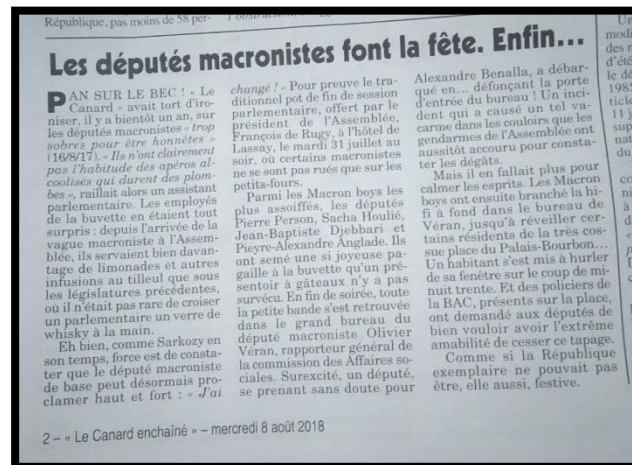 République, pas moins de 58 per-
Les députés macronistes font la fête. Enfin...
PAN SUR LE BEC ! « Le
Canard » avait tort d'iro-
niser, il y a bientôt un an, sur
les députés macronistes « trop
sobres pour être honnêtes »
(16/8/17). « Ils n'ont clairement
pas l'habitude des apéros al-
coolisés qui durent des plom-
bes », raillait alors un assistant
parlementaire. Les employés
de la buvette en étaient tout
surpris : depuis l'arrivée de la
vague macroniste à l'Assem-
blée, ils servaient bien davan-
tage de limonades et autres
infusions au tilleul que sous
les législatures précédentes,
où il n'était pas rare de croiser
un parlementaire un verre de
whisky à la main.
Eh bien, comme Sarkozy en
son temps, force est de consta-
ter que le député macroniste
de base peut désormais pro-
clamer haut et fort : « J'ai
changé ! » Pour preuve le tra-
ditionnel pot de fin de session
parlementaire, offert par le
président de l'Assemblée,
François de Rugy, à l'hôtel de
Lassay, le mardi 31 juillet au
soir, où certains macronistes
ne se sont pas rués que sur les
petits-fours.
Parmi les Macron boys les
plus assoiffés, les députés
Pierre Person, Sacha Houlié,
Jean-Baptiste Djebbari et
Pieyre-Alexandre Anglade. Ils
ont semé une si joyeuse pa-
gaille à la buvette qu'un pré-
sentoir à gâteaux n'y a pas
survécu. En fin de soirée, toute
la petite bande s'est retrouvée
dans le grand bureau du
député macroniste Olivier
Véran, rapporteur général de
la commission des Affaires so-
ciales. Surexcité, un député,
se prenant sans doute pour
Alexandre Benalla, a débar-
qué en... défonçant la porte
d'entrée du bureau ! Un inci-
dent qui a causé un tel va-
carme dans les couloirs que les
gendarmes de l'Assemblée ont
aussitôt accouru pour consta-
ter les dégâts.
Mais il en fallait plus pour
calmer les esprits. Les Macron
boys ont ensuite branché la hi-
fi à fond dans le bureau de
Véran, jusqu'à réveiller cer-
tains résidents de la très cos-
sue place du Palais-Bourbon...
Un habitant s'est mis à hurler
de sa fenêtre sur le coup de mi-
nuit trente. Et des policiers de
la BAC, présents sur la place,
ont demandé aux députés de
bien vouloir avoir l'extrême
amabilité de cesser ce tapage.
Comme si la République
exemplaire ne pouvait pas
être, elle aussi, festive.
2 – « Le Canard enchaîné » – mercredi 8 août 2018